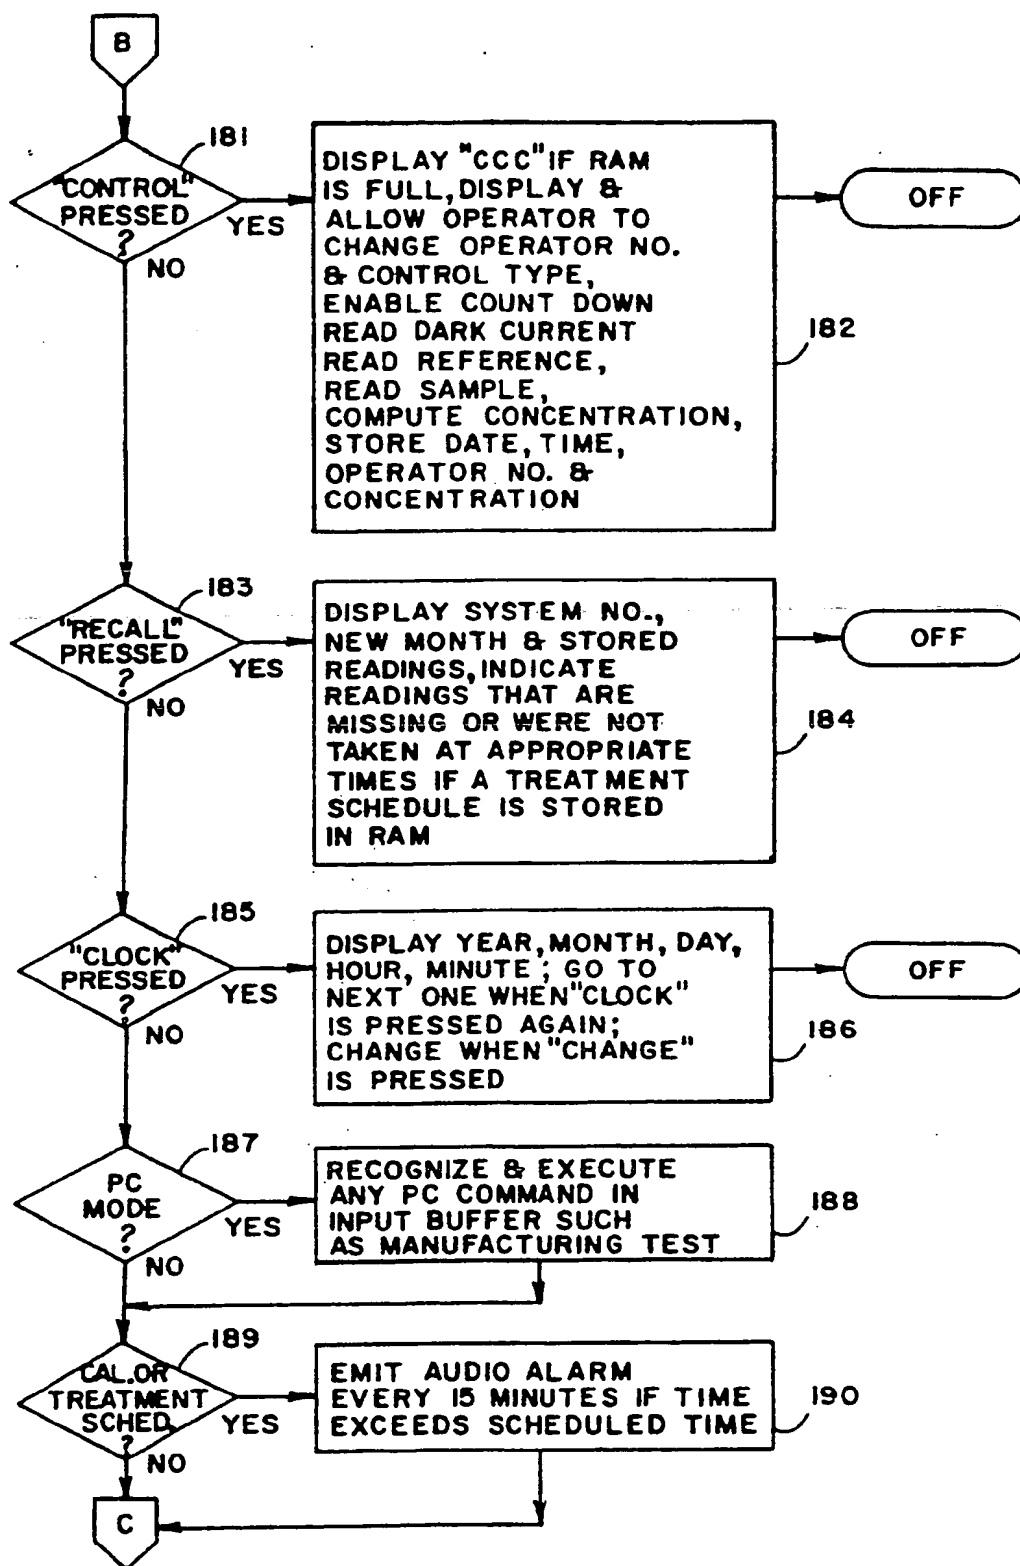 B
181
"CONTROL"
PRESSED
?
YES
NO
DISPLAY "CCC" IF RAM
IS FULL, DISPLAY &
ALLOW OPERATOR TO
CHANGE OPERATOR NO.
& CONTROL TYPE,
ENABLE COUNT DOWN
READ DARK CURRENT
READ REFERENCE,
READ SAMPLE,
COMPUTE CONCENTRATION,
STORE DATE, TIME,
OPERATOR NO. &
CONCENTRATION
182
OFF
183
"RECALL"
PRESSED
?
YES
NO
DISPLAY SYSTEM NO.,
NEW MONTH & STORED
READINGS, INDICATE
READINGS THAT ARE
MISSING OR WERE NOT
TAKEN AT APPROPRIATE
TIMES IF A TREATMENT
SCHEDULE IS STORED
IN RAM
184
OFF
185
"CLOCK"
PRESSED
?
YES
NO
DISPLAY YEAR, MONTH, DAY,
HOUR, MINUTE; GO TO
NEXT ONE WHEN "CLOCK"
IS PRESSED AGAIN;
CHANGE WHEN "CHANGE"
IS PRESSED
186
OFF
187
PC
MODE
?
YES
NO
RECOGNIZE & EXECUTE
ANY PC COMMAND IN
INPUT BUFFER SUCH
AS MANUFACTURING TEST
188
189
CAL. OR
TREATMENT
SCHED.
?
YES
NO
EMIT AUDIO ALARM
EVERY 15 MINUTES IF TIME
EXCEEDS SCHEDULED TIME
190
C